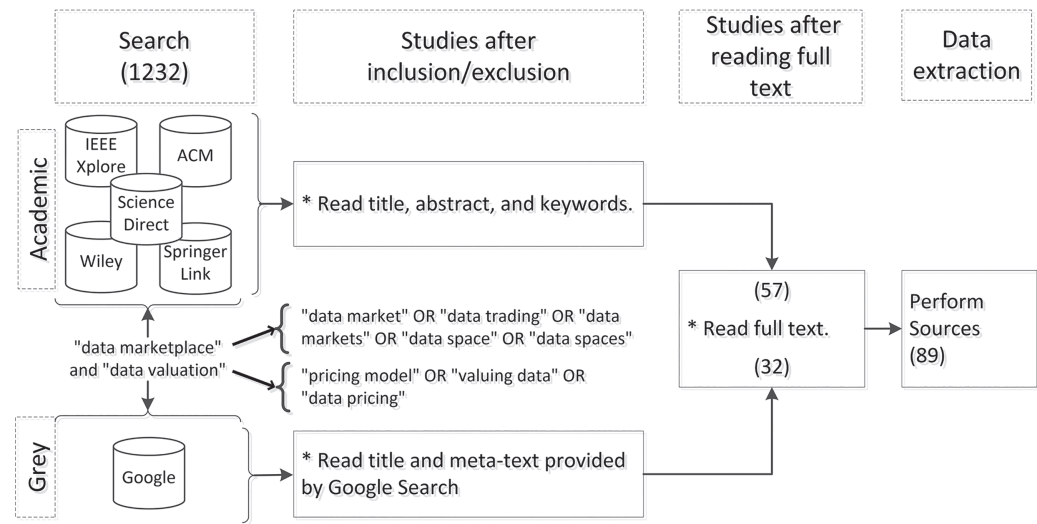 Search
(1232)
Studies after
inclusion/exclusion
Studies after
reading full
text
Data
extraction
Academic
IEEE
Xplore
ACM
Science
Direct
Wiley
Springer
Link
* Read title, abstract, and keywords.
"data marketplace"
and "data valuation"
"data market" OR "data trading" OR "data
markets" OR "data space" OR "data spaces"
"pricing model" OR "valuing data" OR
"data pricing"
(57)
* Read full text.
(32)
Perform
Sources
(89)
Grey
Google
* Read title and meta-text provided
by Google Search